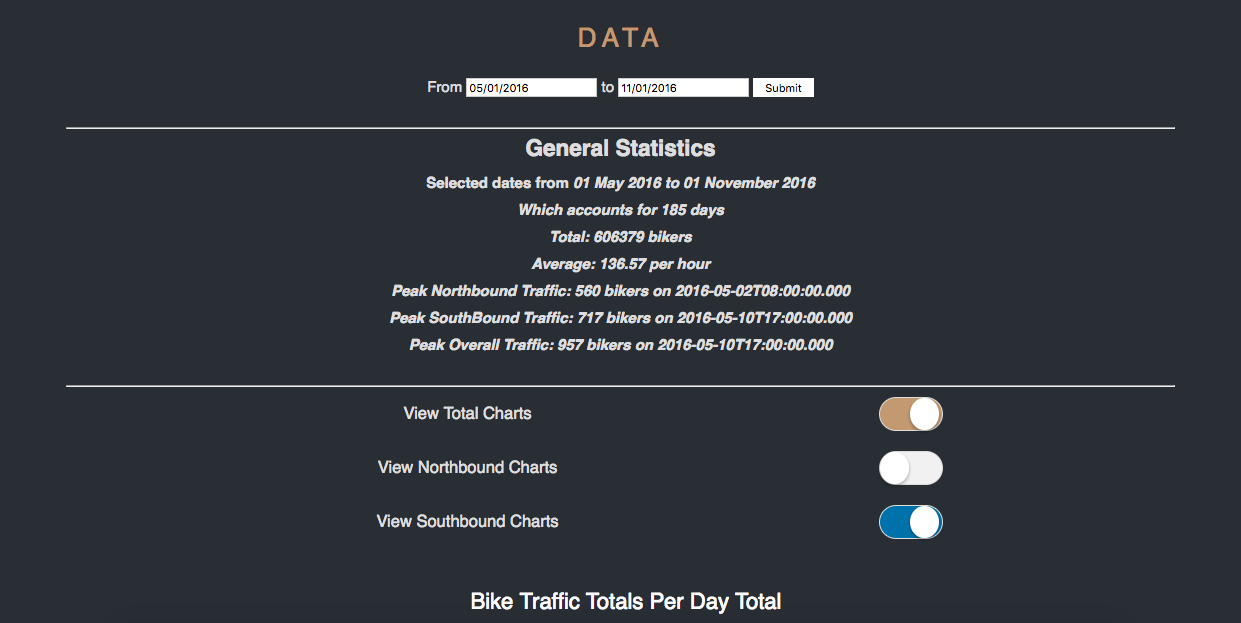 DATA
From 05/01/2016 to 11/01/2016 Submit
General Statistics
Selected dates from 01 May 2016 to 01 November 2016
Which accounts for 185 days
Total: 606379 bikers
Average: 136.57 per hour
Peak Northbound Traffic: 560 bikers on 2016-05-02T08:00:00.000
Peak SouthBound Traffic: 717 bikers on 2016-05-10T17:00:00.000
Peak Overall Traffic: 957 bikers on 2016-05-10T17:00:00.000
View Total Charts
View Northbound Charts
View Southbound Charts
Bike Traffic Totals Per Day Total